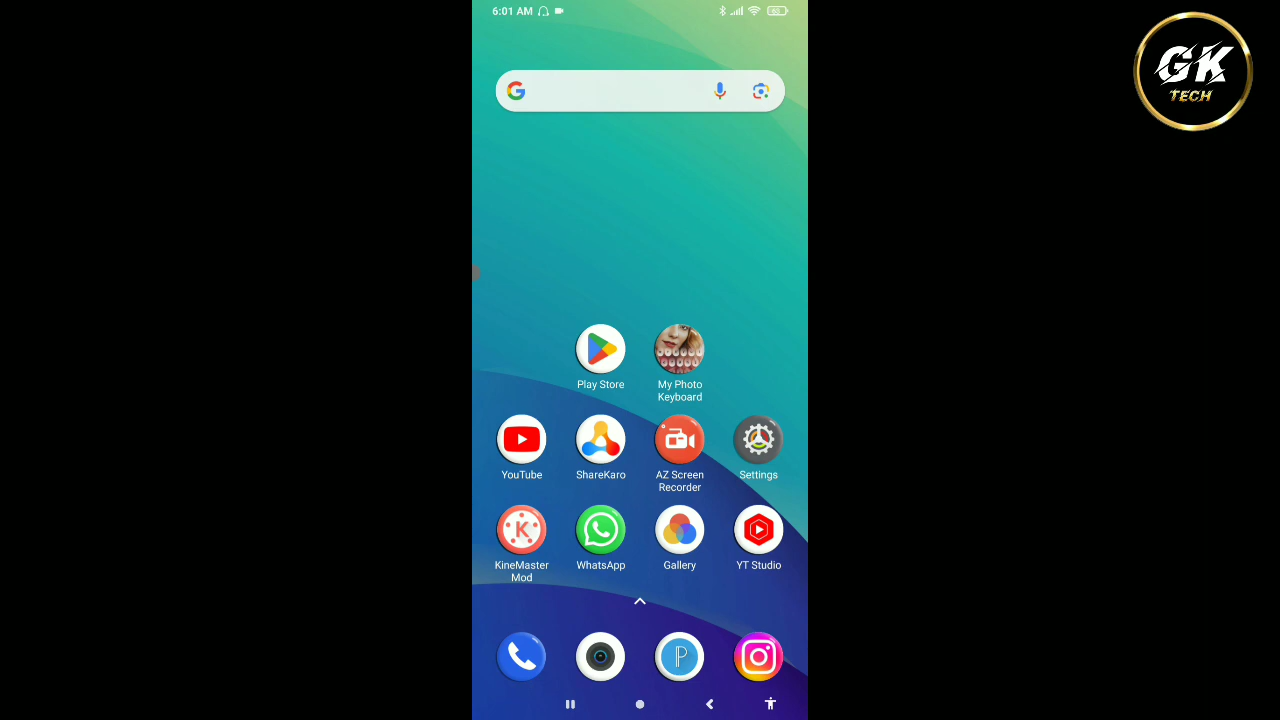 6:01 AM
63
GK
TECH
Play Store
My Photo
Keyboard
YouTube
ShareKaro
AZ Screen
Recorder
Settings
KineMaster
Mod
WhatsApp
Gallery
YT Studio